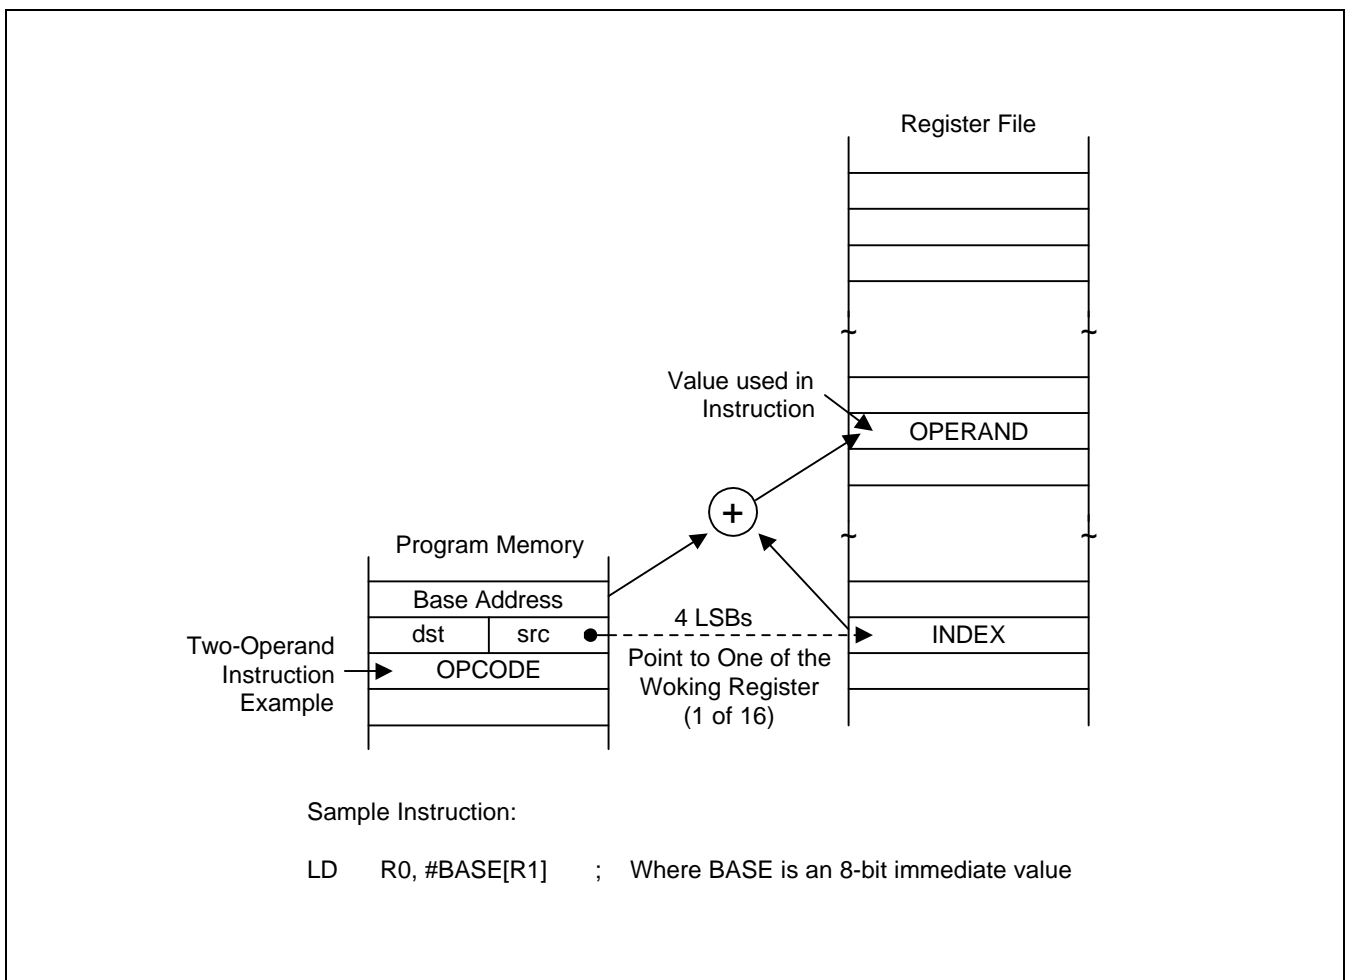 Register File
Value used in
Instruction
OPERAND
+
Program Memory
Base Address
dst src
4 LSBs
INDEX
Two-Operand
Instruction
Example
OPCODE
Point to One of the
Woking Register
(1 of 16)
Sample Instruction:
LD R0, #BASE[R1] ; Where BASE is an 8-bit immediate value